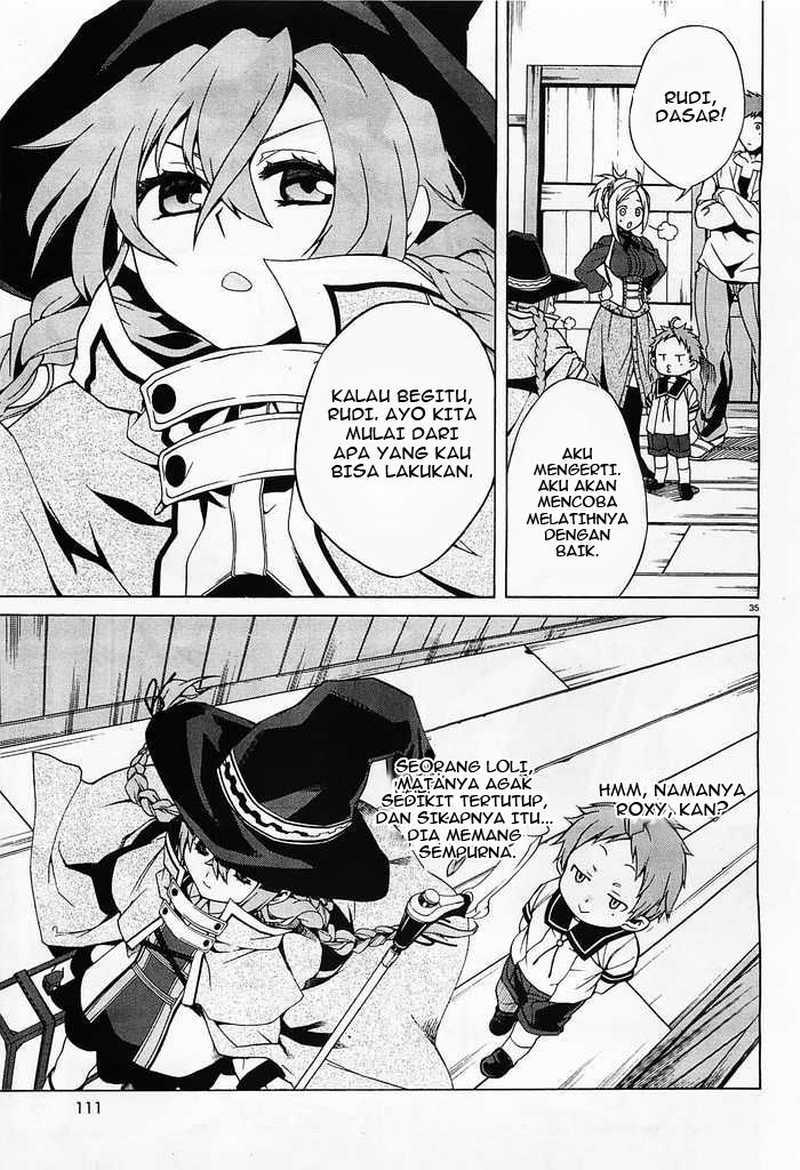 RUDI,
DASAR!
AKU
MENGERTI.
AKU AKAN
MENCOBA
MELATIHNYA
DENGAN
BAIK.
KALAU BEGITU,
RUDI. AYO KITA
MULAI DARI
APA YANG KAU
BISA LAKUKAN.
35
HMM, NAMANYA
ROXY, KAN?
SEORANG LOLI,
MATANYA AGAK
SEDIKIT TERTUTUP,
DAN SIKAPNYA ITU...
DIA MEMANG
SEMPURNA.
111